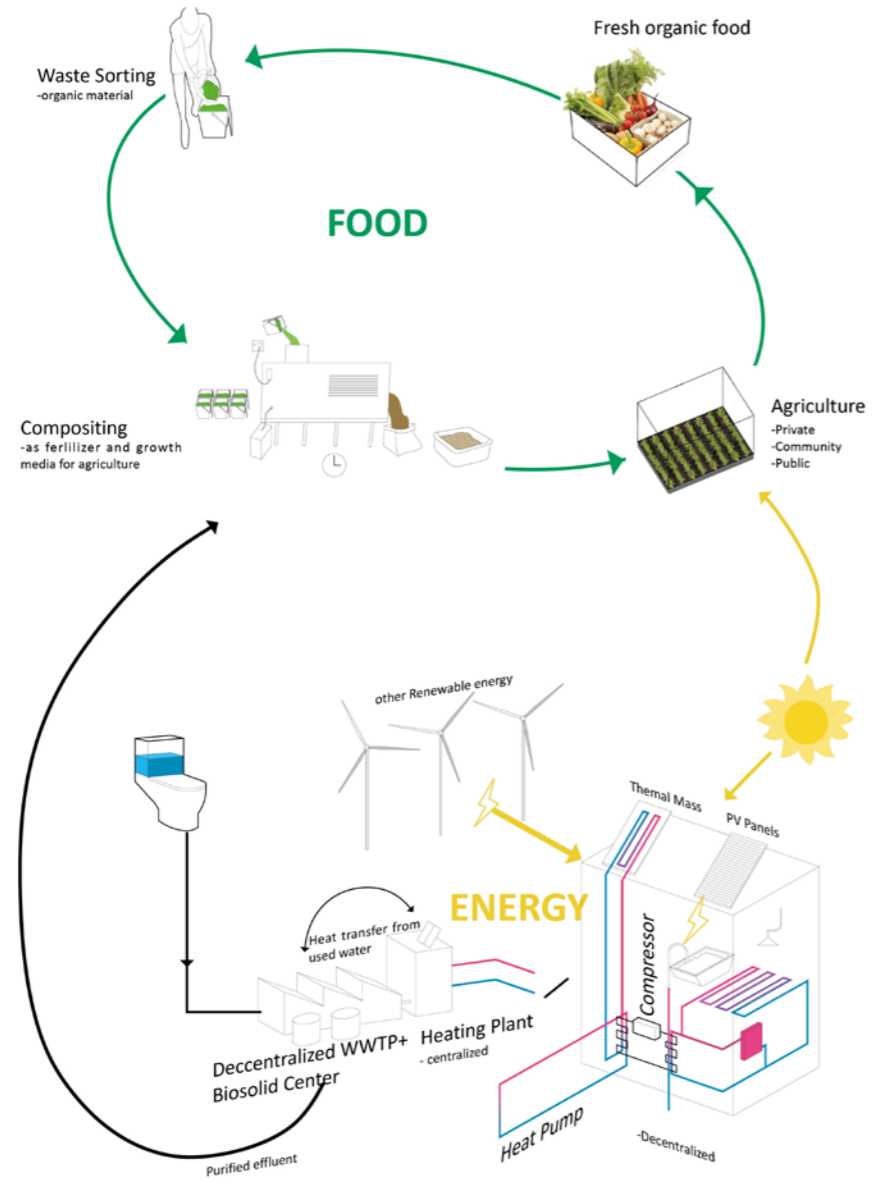 Fresh organic food
Waste Sorting
-organic material
FOOD
Compositing
-as ferlilizer and growth
media for agriculture
Agriculture
-Private
-Community
-Public
other Renewable energy
Themal Mass
PV Panels
ENERGY
Heat transfer from
used water
Compressor
Heating Plant
- centralized
Deccentralized WWTP+
Biosolid Center
Heat Pump
-Decentralized
Purified effluent